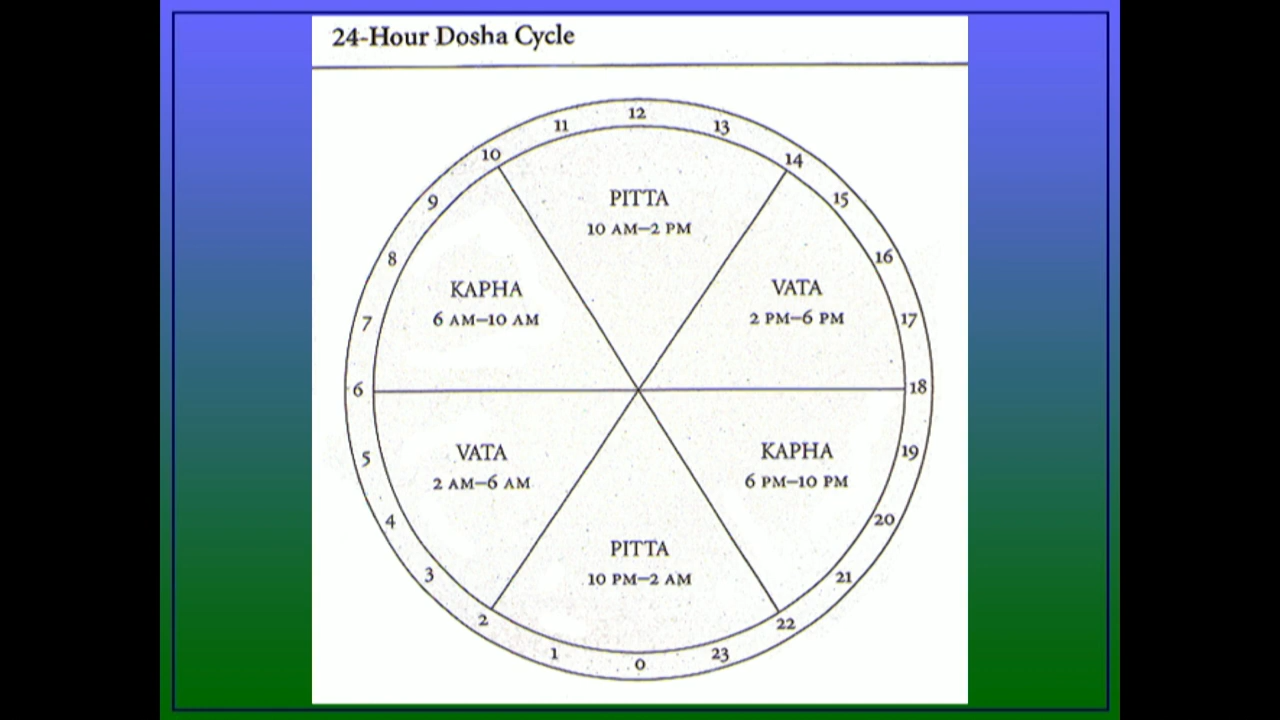 24-Hour Dosha Cycle
12
11
13
10
14
9
15
8
16
7
17
6
18
5
19
4
20
3
21
2
22
1
23
0
PITTA
10 AM–2 PM
KAPHA
6 AM–10 AM
VATA
2 PM–6 PM
VATA
2 AM–6 AM
KAPHA
6 PM–10 PM
PITTA
10 PM–2 AM